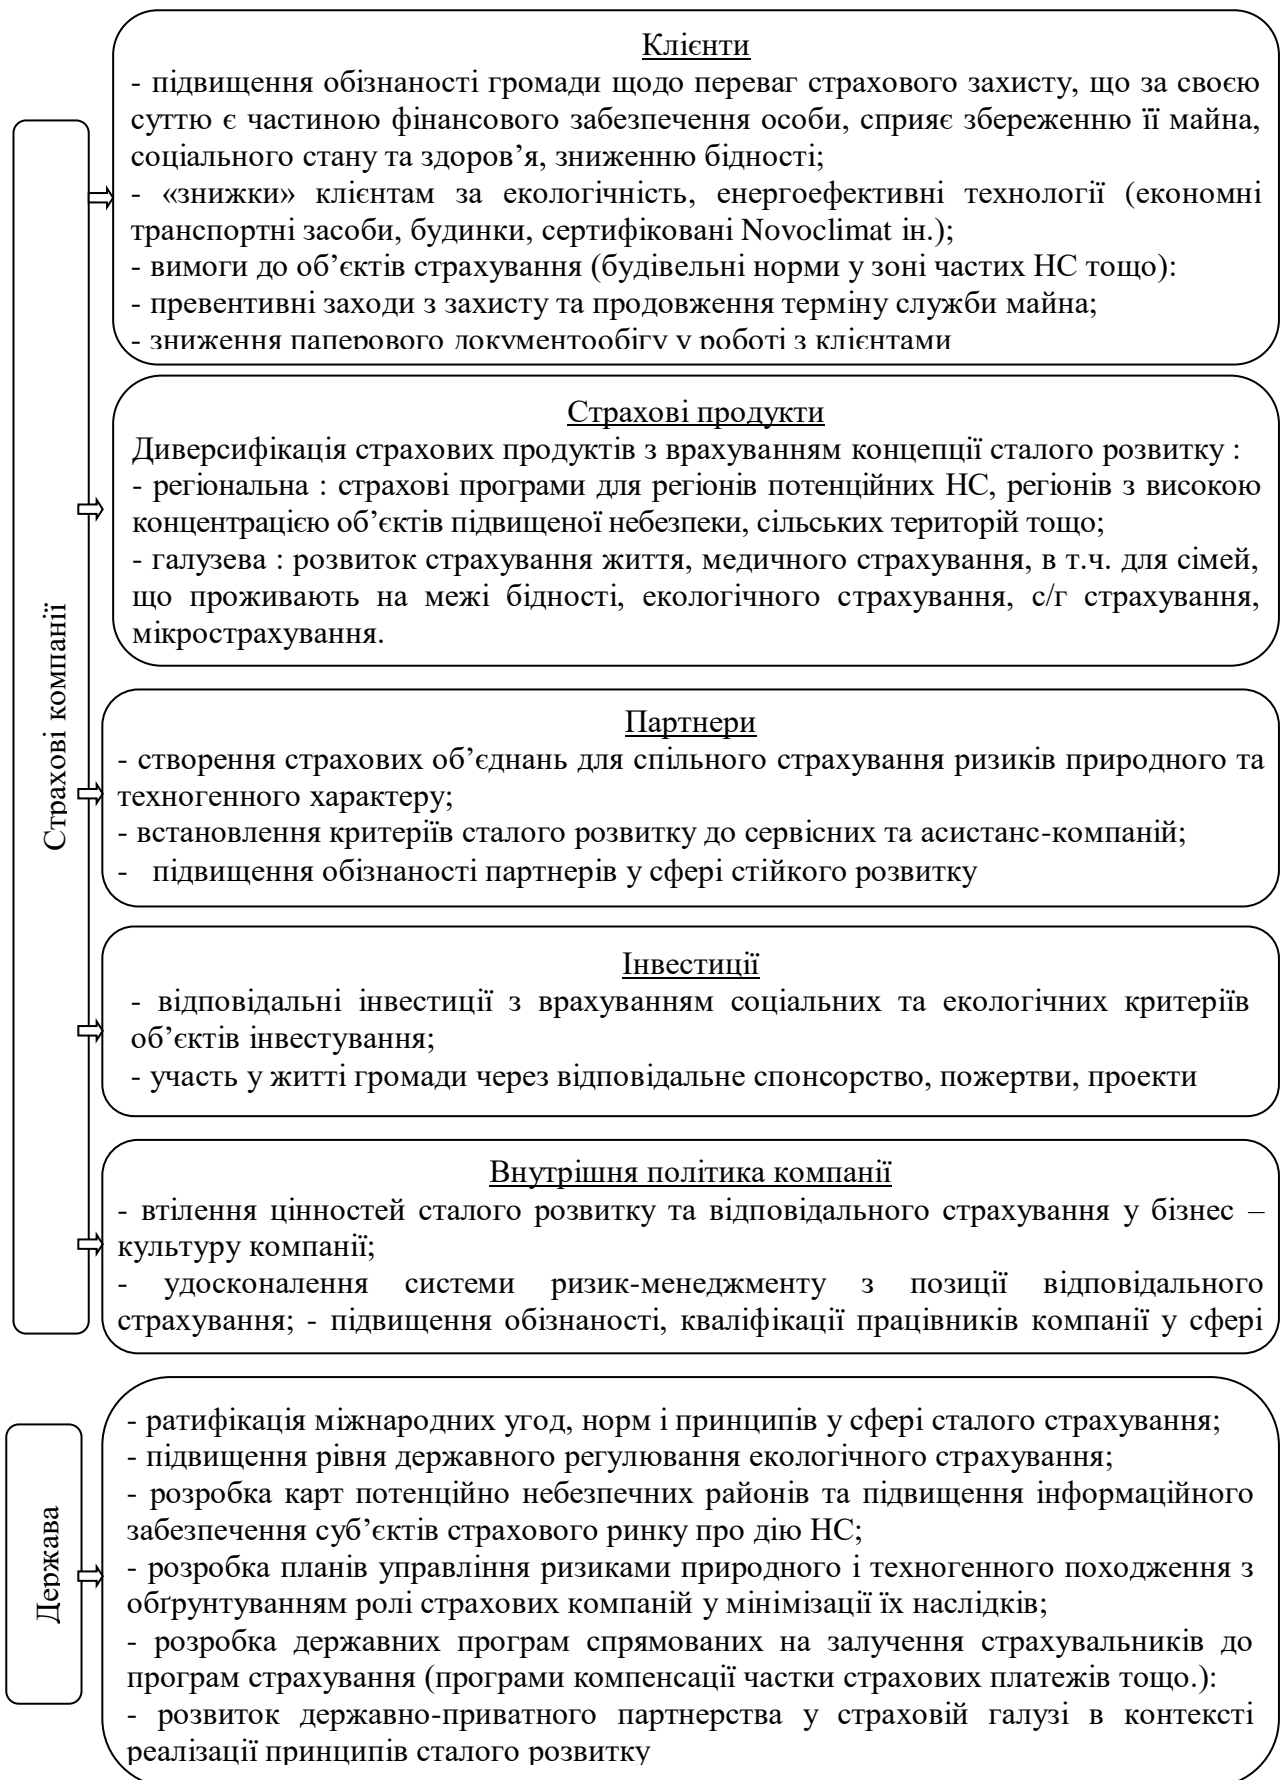 Клієнти
- підвищення обізнаності громади щодо переваг страхового захисту, що за своєю
суттю є частиною фінансового забезпечення особи, сприяє збереженню її майна,
соціального стану та здоров’я, зниженню бідності;
- «знижки» клієнтам за екологічність, енергоефективні технології (економні
транспортні засоби, будинки, сертифіковані Novoclimat ін.);
- вимоги до об’єктів страхування (будівельні норми у зоні частих НС тощо):
- превентивні заходи з захисту та продовження терміну служби майна;
- зниження паперового документообігу у роботі з клієнтами
Страхові продукти
Диверсифікація страхових продуктів з врахуванням концепції сталого розвитку :
- регіональна : страхові програми для регіонів потенційних НС, регіонів з високою
концентрацією об’єктів підвищеної небезпеки, сільських територій тощо;
- галузева : розвиток страхування життя, медичного страхування, в т.ч. для сімей,
що проживають на межі бідності, екологічного страхування, с/г страхування,
мікрострахування.
Страхові компанії
Партнери
- створення страхових об’єднань для спільного страхування ризиків природного та
техногенного характеру;
- встановлення критеріїв сталого розвитку до сервісних та асистанс-компаній;
- підвищення обізнаності партнерів у сфері стійкого розвитку
Інвестиції
- відповідальні інвестиції з врахуванням соціальних та екологічних критеріїв
об’єктів інвестування;
- участь у житті громади через відповідальне спонсорство, пожертви, проекти
Внутрішня політика компанії
- втілення цінностей сталого розвитку та відповідального страхування у бізнес –
культуру компанії;
- удосконалення системи ризик-менеджменту з позиції відповідального
страхування; - підвищення обізнаності, кваліфікації працівників компанії у сфері
Держава
- ратифікація міжнародних угод, норм і принципів у сфері сталого страхування;
- підвищення рівня державного регулювання екологічного страхування;
- розробка карт потенційно небезпечних районів та підвищення інформаційного
забезпечення суб’єктів страхового ринку про дію НС;
- розробка планів управління ризиками природного і техногенного походження з
обґрунтуванням ролі страхових компаній у мінімізації їх наслідків;
- розробка державних програм спрямованих на залучення страхувальників до
програм страхування (програми компенсації частки страхових платежів тощо.):
- розвиток державно-приватного партнерства у страховій галузі в контексті
реалізації принципів сталого розвитку